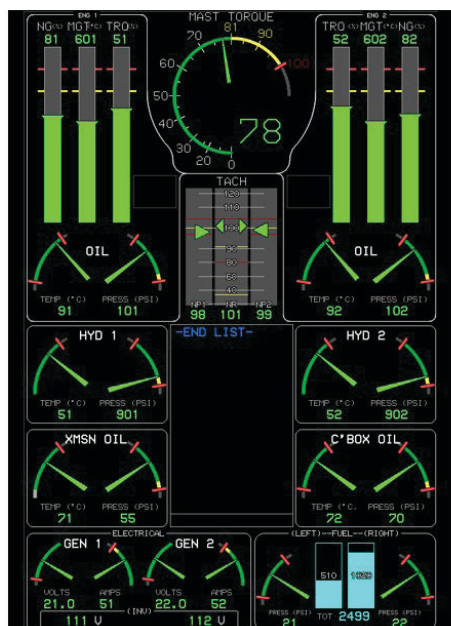 ENG 1
NG(%) MGT(°C) TRQ(%)
81 601 51
MAST TORQUE
81
70 90
60 100
50
40
30
20
0
78
ENG 2
TRQ(%) MGT(°C) NG(%)
52 602 82
TACH
120
110
100
90
80
60
40
NP1 NR NP2
98 101 99
OIL
TEMP (°C) PRESS (PSI)
91 101
OIL
TEMP (°C) PRESS (PSI)
92 102
HYD 1
TEMP (°C) PRESS (PSI)
51 901
-END LIST-
HYD 2
TEMP (°C) PRESS (PSI)
52 902
XMSN OIL
TEMP (°C) PRESS (PSI)
71 55
C'BOX OIL
TEMP (°C) PRESS (PSI)
72 70
ELECTRICAL
GEN 1 GEN 2
VOLTS AMPS VOLTS AMPS
21.0 51 22.0 52
(INV)
111 V 112 V
(LEFT)--FUEL--(RIGHT)
510
PRESS (PSI) PRESS (PSI)
21 TOT 2499 22